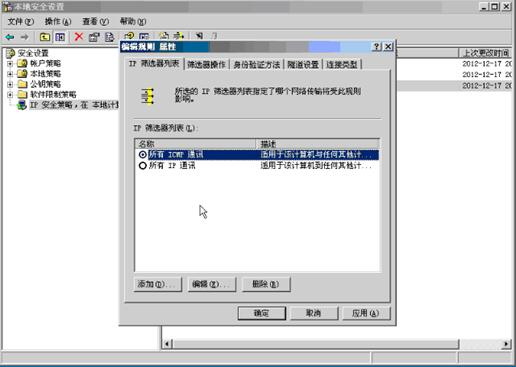 本地安全设置
文件(F) 操作(A) 查看(V) 帮助(H)
安全设置
帐户策略
本地策略
公钥策略
软件限制策略
IP 安全策略，在 本地计
上次更改时间
2012-12-17 2
2012-12-17 2
2012-12-17 2
编辑规则 属性
IP 筛选器列表 筛选器操作 身份验证方法 隧道设置 连接类型
所选的 IP 筛选器列表指定了哪个网络传输将受此规则
影响。
IP 筛选器列表(L):
名称 描述
所有 ICMP 通讯 适用于该计算机与任何其他计...
所有 IP 通讯 适用于该计算机到任何其他计...
添加(D)... 编辑(E)... 删除(R)
确定 取消 应用(A)